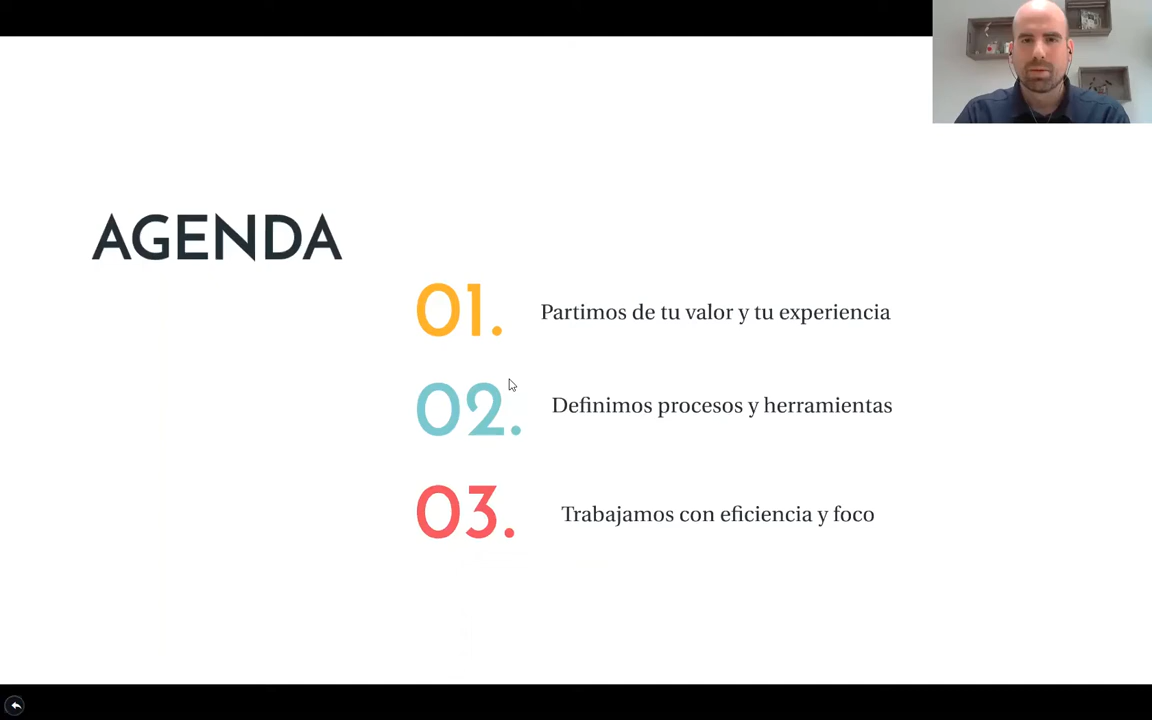 AGENDA
01. Partimos de tu valor y tu experiencia
02. Definimos procesos y herramientas
03. Trabajamos con eficiencia y foco